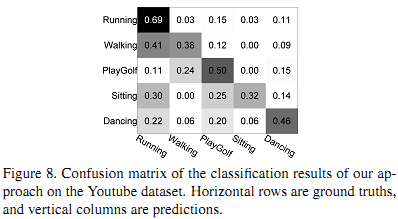 Running 0.69 0.03 0.15 0.03 0.11
Walking 0.41 0.38 0.12 0.00 0.09
PlayGolf 0.11 0.24 0.50 0.00 0.15
Sitting 0.30 0.00 0.25 0.32 0.14
Dancing 0.22 0.06 0.20 0.06 0.46
Running Walking PlayGolf Sitting Dancing
Figure 8. Confusion matrix of the classification results of our ap-
proach on the Youtube dataset. Horizontal rows are ground truths,
and vertical columns are predictions.